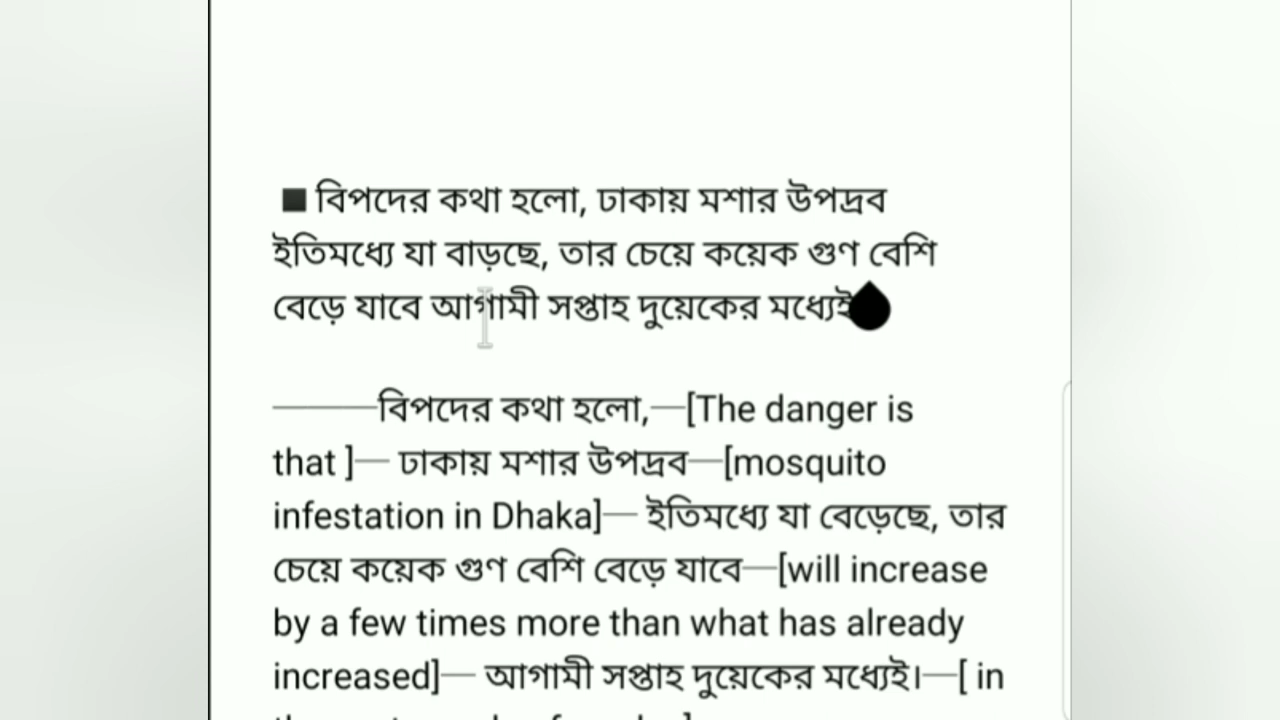 ■ বিপদের কথা হলো, ঢাকায় মশার উপদ্রব
ইতিমধ্যে যা বাড়ছে, তার চেয়ে কয়েক গুণ বেশি
বেড়ে যাবে আগামী সপ্তাহ দুয়েকের মধ্যেই
———বিপদের কথা হলো,—[The danger is
that ]— ঢাকায় মশার উপদ্রব—[mosquito
infestation in Dhaka]— ইতিমধ্যে যা বেড়েছে, তার
চেয়ে কয়েক গুণ বেশি বেড়ে যাবে—[will increase
by a few times more than what has already
increased]— আগামী সপ্তাহ দুয়েকের মধ্যেই।—[ in